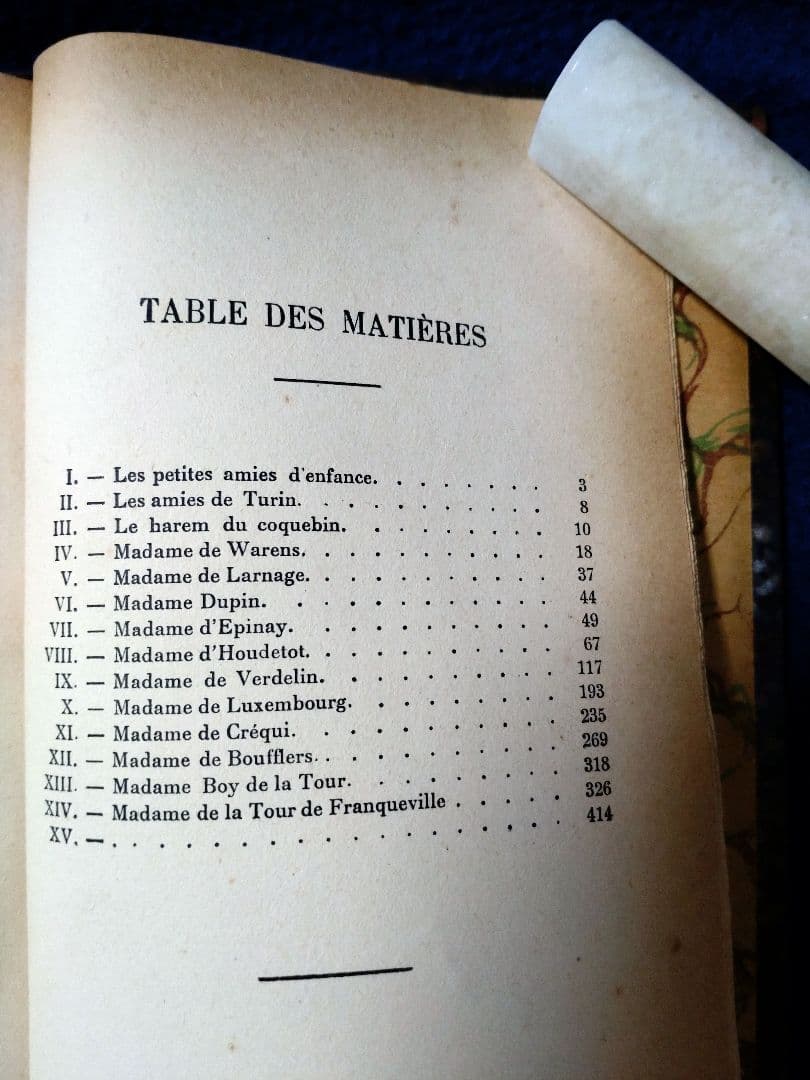 TABLE DES MATIÈRES
I. — Les petites amies d'enfance. . . . . . . 3
II. — Les amies de Turin. . . . . . . . . . 8
III. — Le harem du coquebin. . . . . . . . 10
IV. — Madame de Warens. . . . . . . . . . 18
V. — Madame de Larnage. . . . . . . . . . 37
VI. — Madame Dupin. . . . . . . . . . . 44
VII. — Madame d'Epinay. . . . . . . . . . 49
VIII. — Madame d'Houdetot. . . . . . . . . . 67
IX. — Madame de Verdelin. . . . . . . . . 117
X. — Madame de Luxembourg. . . . . . . . 193
XI. — Madame de Créqui. . . . . . . . . . 235
XII. — Madame de Boufflers. . . . . . . . . . 269
XIII. — Madame Boy de la Tour. . . . . . . . 318
XIV. — Madame de la Tour de Franqueville . . . . . 326
XV. — . . . . . . . . . . . . . . . . . . 414